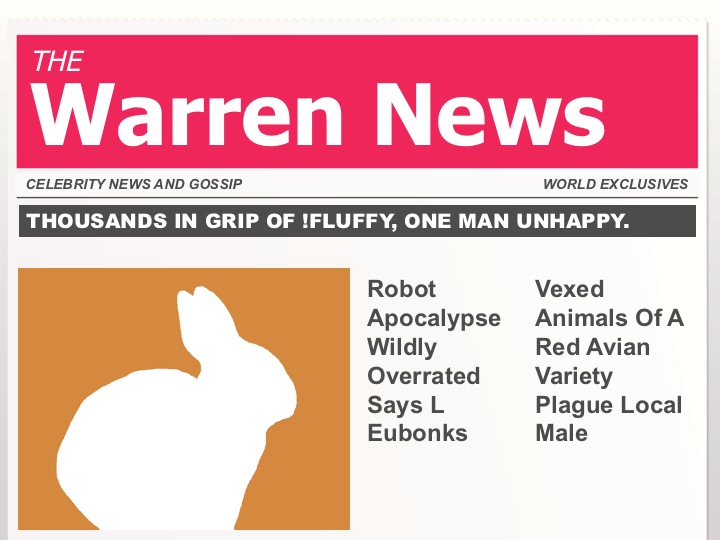 THE
Warren News
CELEBRITY NEWS AND GOSSIP
WORLD EXCLUSIVES
THOUSANDS IN GRIP OF !FLUFFY, ONE MAN UNHAPPY.
Robot
Apocalypse
Wildly
Overrated
Says L
Eubonks
Vexed
Animals Of A
Red Avian
Variety
Plague Local
Male